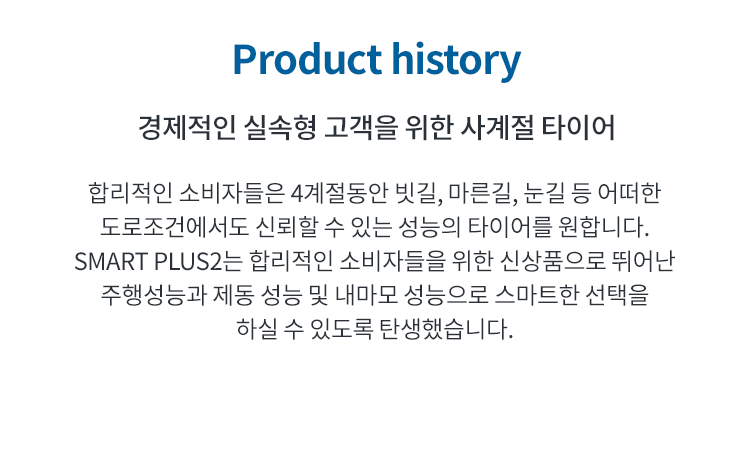 Product history
경제적인 실속형 고객을 위한 사계절 타이어
합리적인 소비자들은 4계절동안 빗길, 마른길, 눈길 등 어떠한
도로조건에서도 신뢰할 수 있는 성능의 타이어를 원합니다.
SMART PLUS2는 합리적인 소비자들을 위한 신상품으로 뛰어난
주행성능과 제동 성능 및 내마모 성능으로 스마트한 선택을
하실 수 있도록 탄생했습니다.